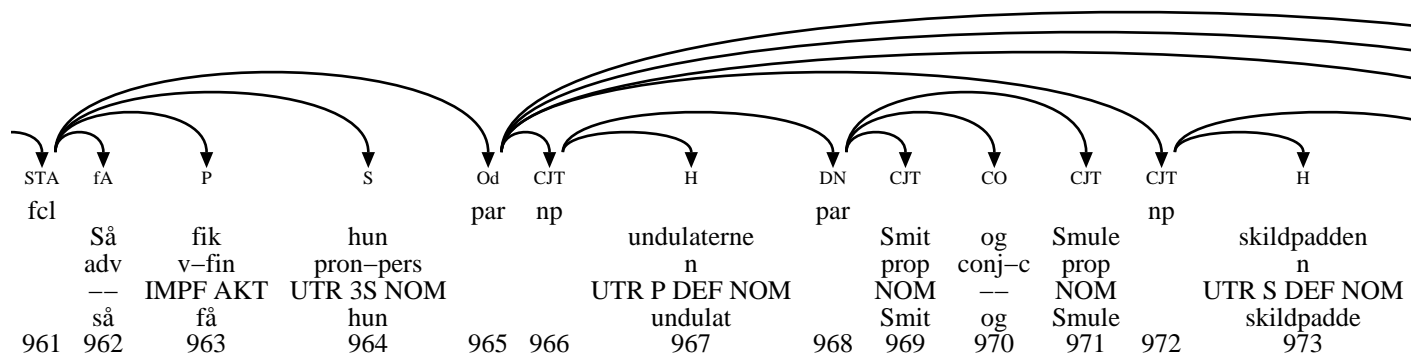 STA fA P S Od CJT H DN CJT CO CJT CJT H
fcl par np par np
Så fik hun undulaterne Smit og Smule skildpadden
adv v−fin pron−pers n prop conj−c prop n
−− IMPF AKT UTR 3S NOM UTR P DEF NOM NOM −− NOM UTR S DEF NOM
så få hun undulat Smit og Smule skildpadde
961 962 963 964 965 966 967 968 969 970 971 972 973